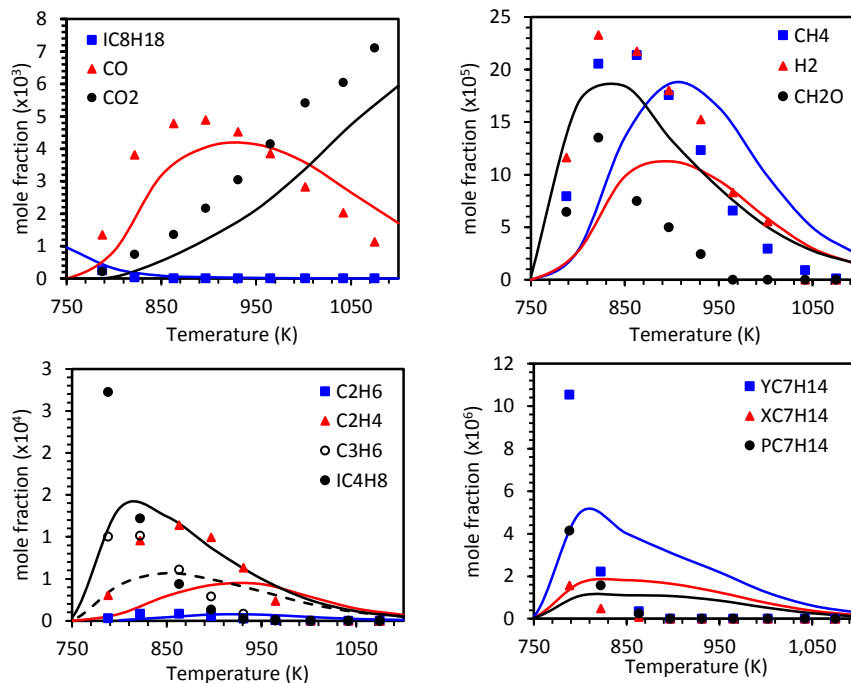 8
7
6
5
4
3
2
1
0
mole fraction (x10³)
IC8H18
CO
CO2
750
850
950
1050
Temerature (K)
25
20
15
10
5
0
mole fraction (x10⁵)
CH4
H2
CH2O
750
850
950
1050
Temerature (K)
3
3
2
2
1
1
0
mole fraction (x10⁴)
C2H6
C2H4
C3H6
IC4H8
750
850
950
1050
Temperature (K)
12
10
8
6
4
2
0
mole fraction (x10⁶)
YC7H14
XC7H14
PC7H14
750
850
950
1,050
Temperature (K)